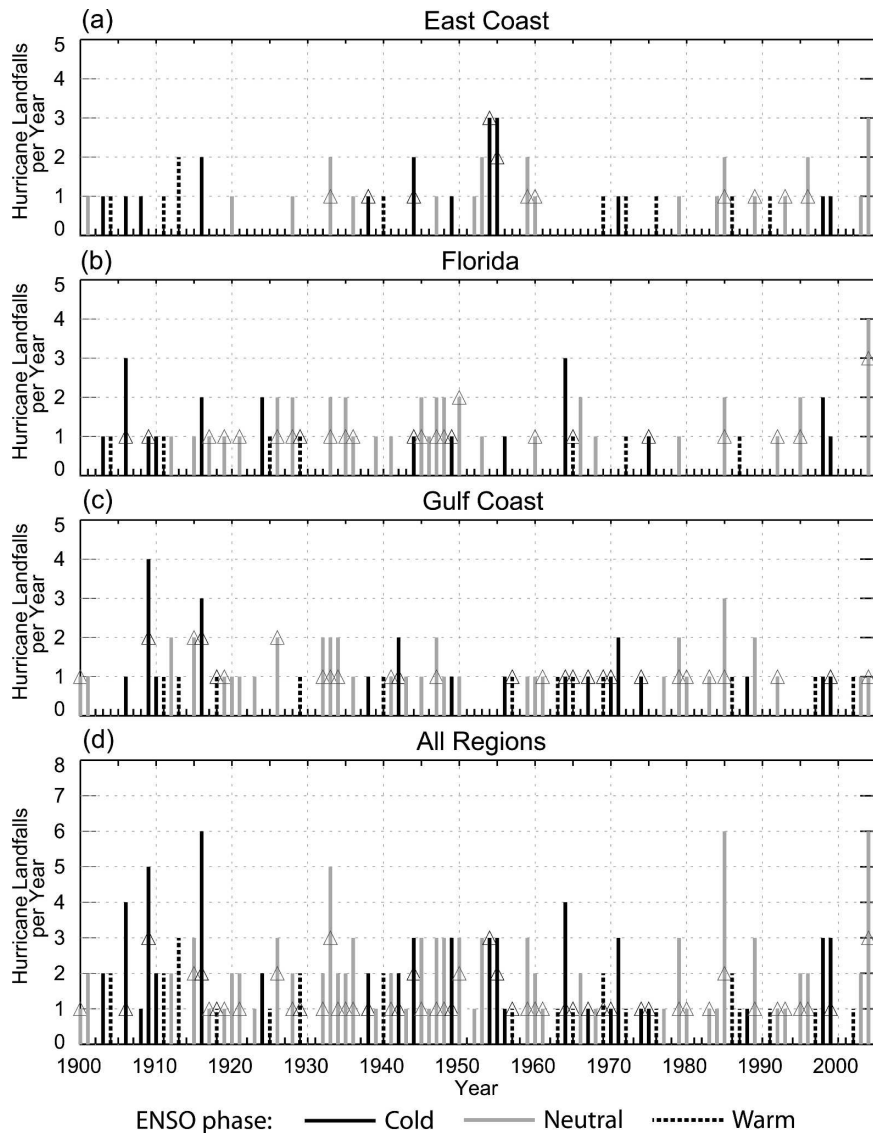 (a) East Coast
5
4
3
2
1
0
Hurricane Landfalls
per Year
(b) Florida
5
4
3
2
1
0
Hurricane Landfalls
per Year
(c) Gulf Coast
5
4
3
2
1
0
Hurricane Landfalls
per Year
(d) All Regions
8
7
6
5
4
3
2
1
0
Hurricane Landfalls
per Year
1900 1910 1920 1930 1940 1950 1960 1970 1980 1990 2000
Year
ENSO phase: Cold Neutral Warm